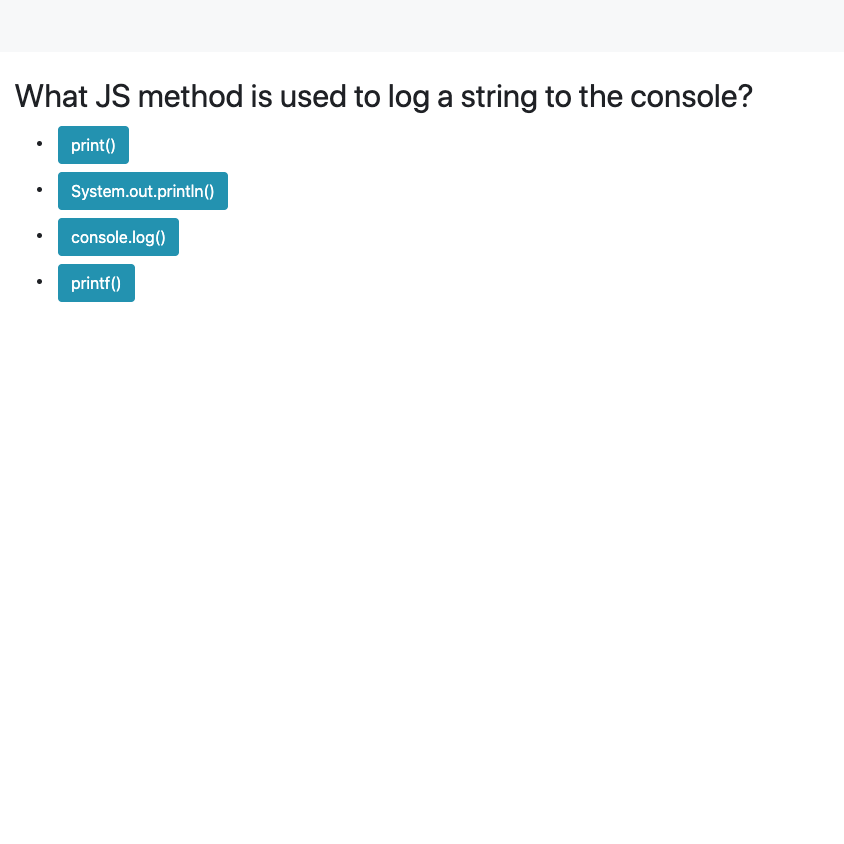 What JS method is used to log a string to the console?
print()
System.out.println()
console.log()
printf()